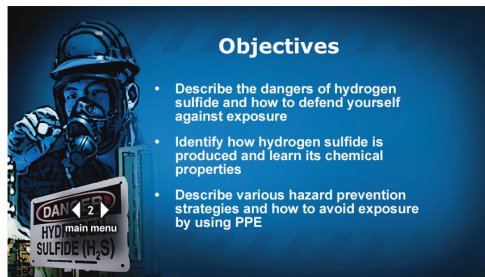 Objectives
• Describe the dangers of hydrogen
sulfide and how to defend yourself
against exposure
• Identify how hydrogen sulfide is
produced and learn its chemical
properties
• Describe various hazard prevention
strategies and how to avoid exposure
by using PPE
DANGER
2
main menu
HYDROGEN
SULFIDE (H₂S)